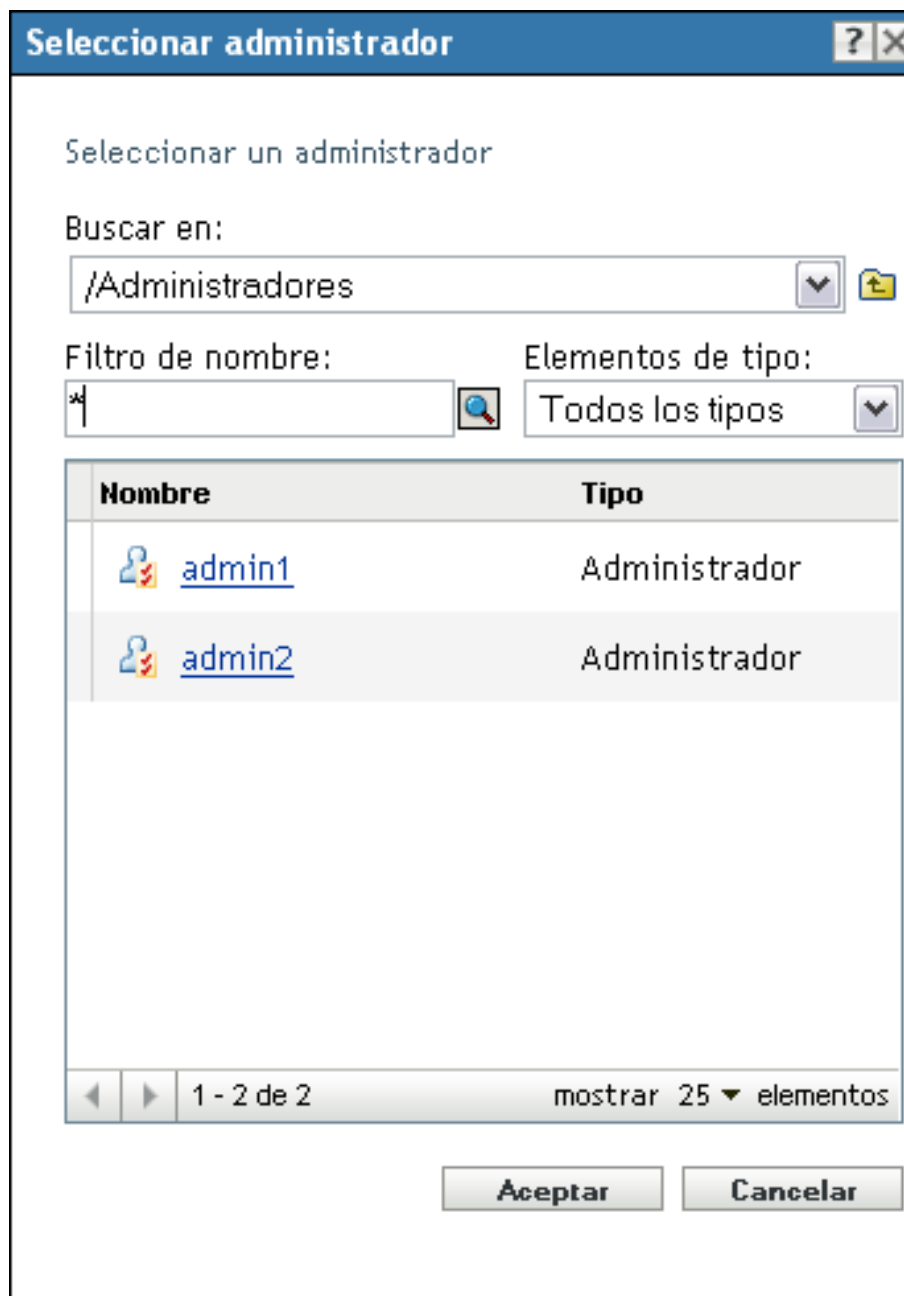 Seleccionar administrador ?
Seleccionar un administrador
Buscar en:
/Administradores
Filtro de nombre: Elementos de tipo:
* Todos los tipos
Nombre Tipo
admin1 Administrador
admin2 Administrador
1 - 2 de 2 mostrar 25 elementos
Aceptar Cancelar